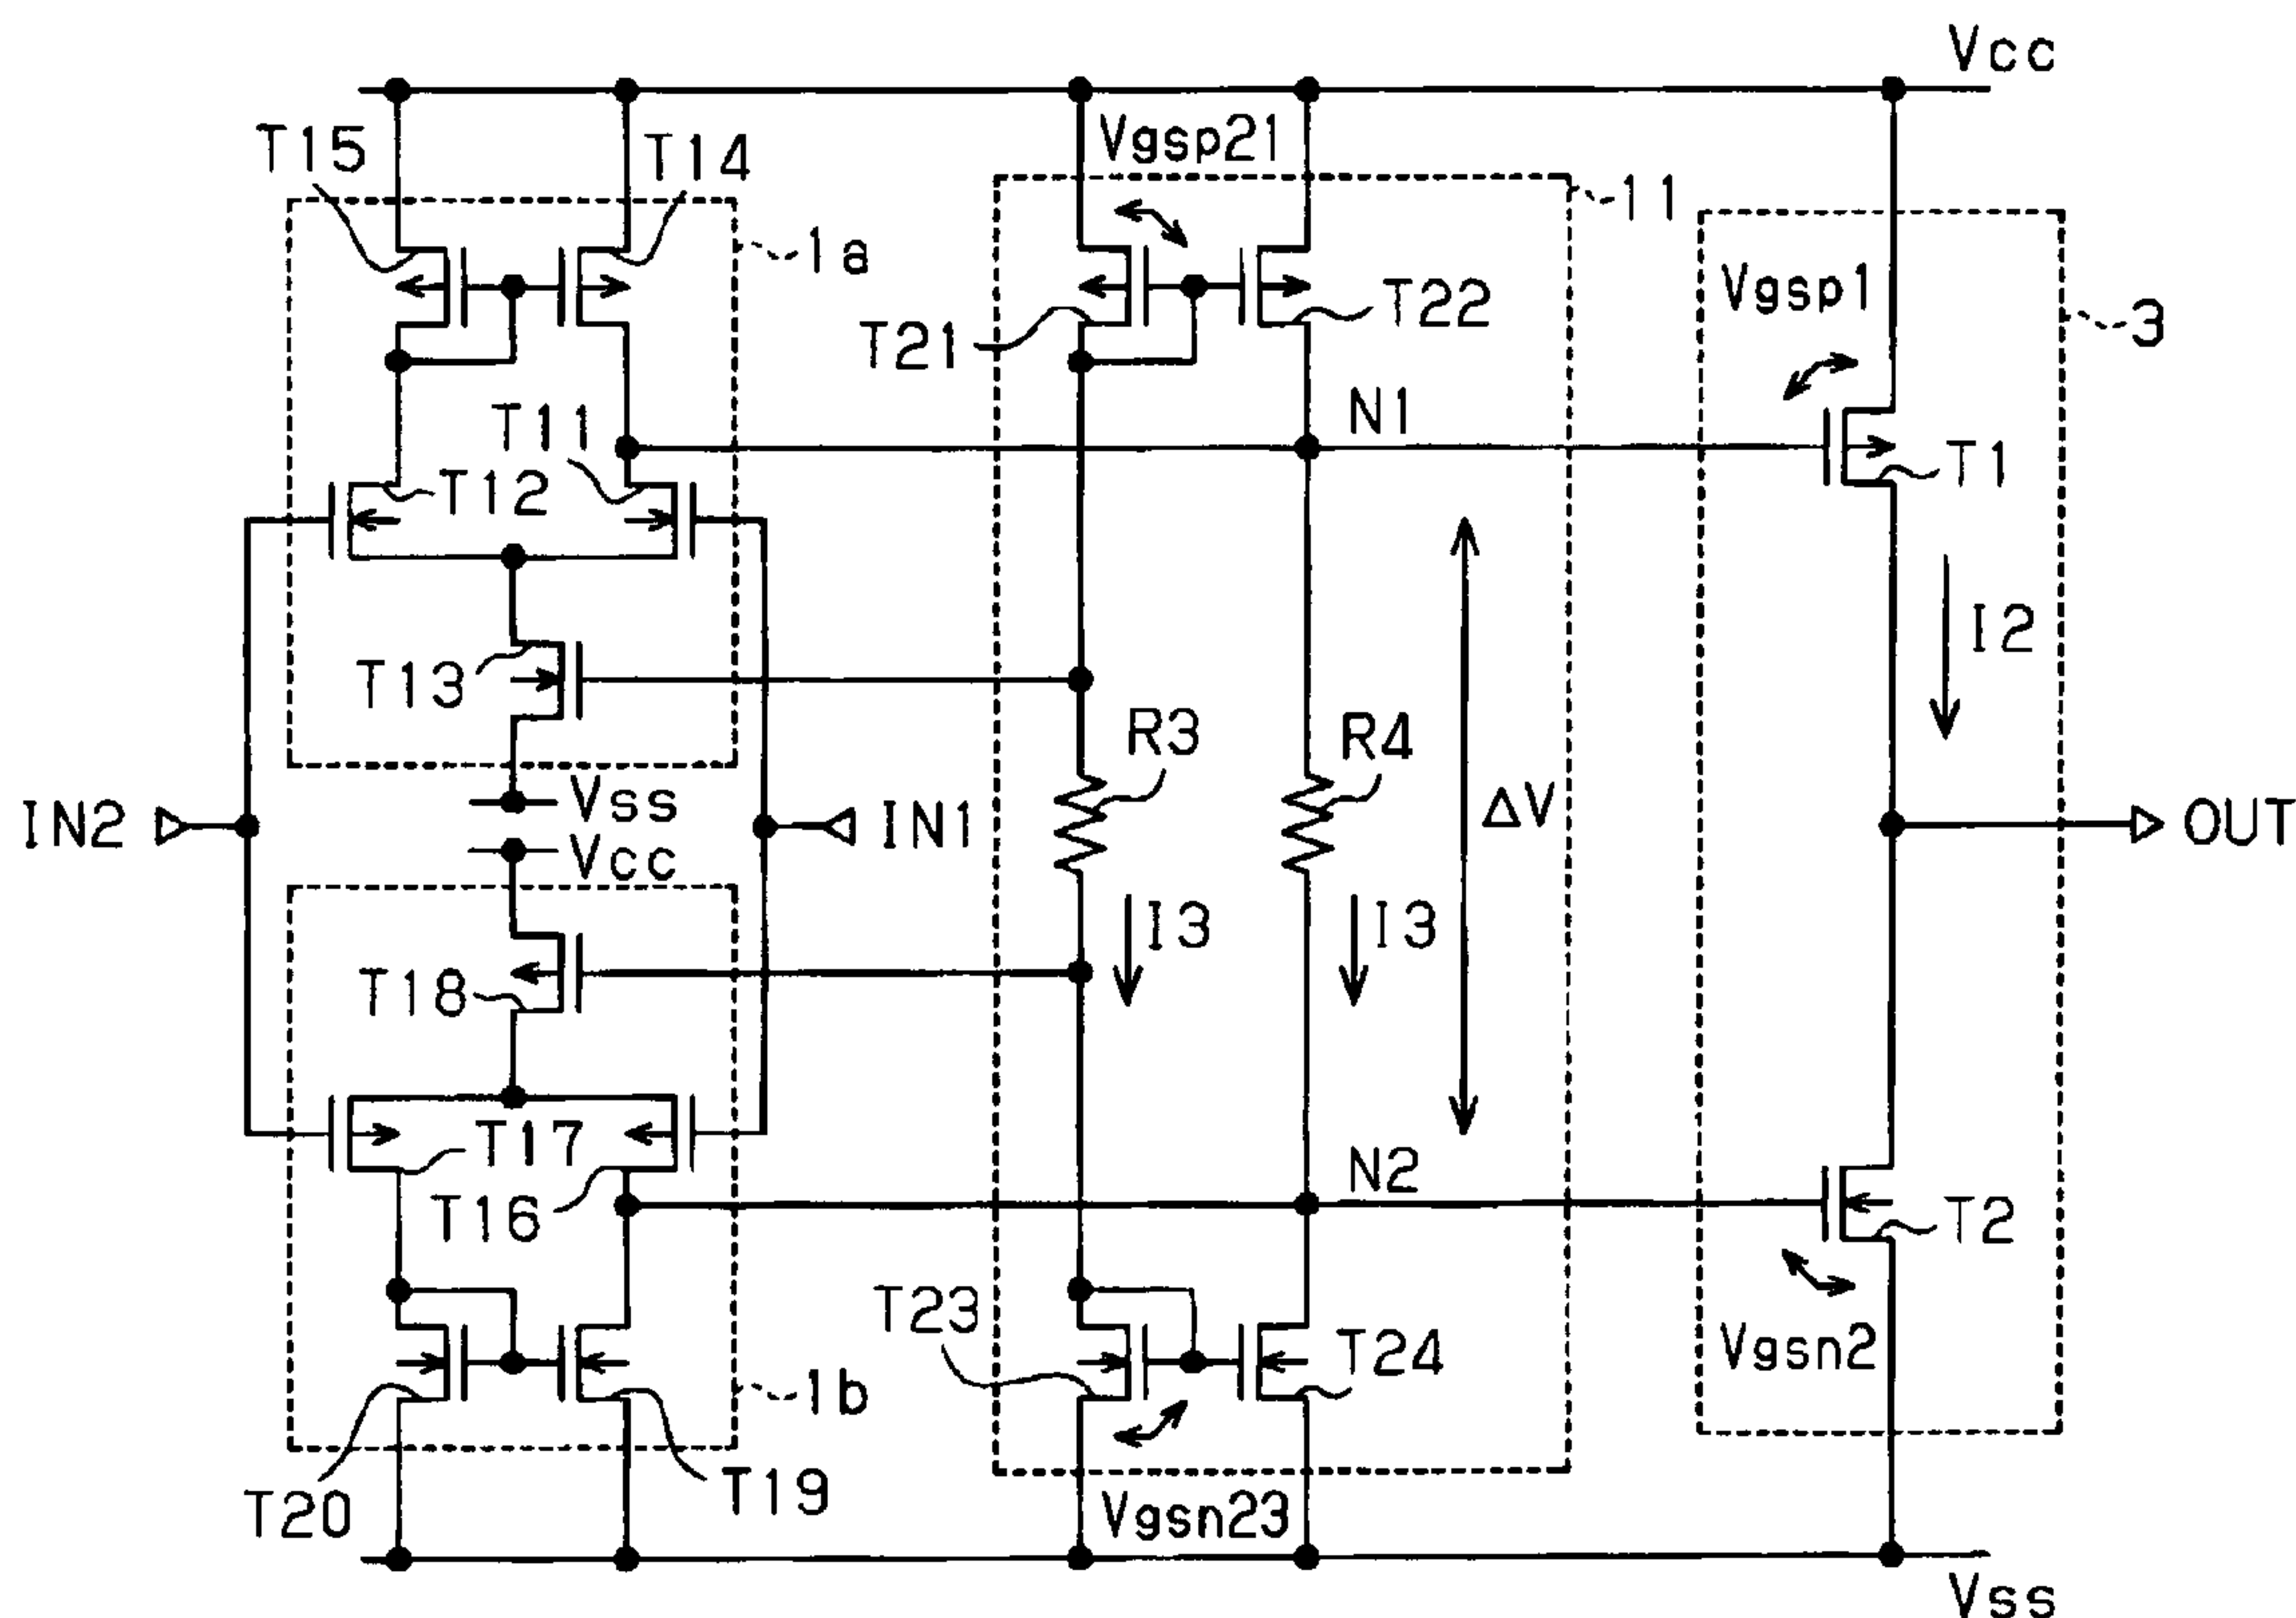 Vcc
T15
T14
Vgsp21
11
1a
Vgsp1
T22
3
T21
N1
T11
T12
T1
I2
T13
R3
R4
Vss
IN2
IN1
ΔV
OUT
Vcc
I3
I3
T18
T17
N2
T16
T2
T23
T24
Vgsn2
1b
T20
T19
Vgsn23
Vss